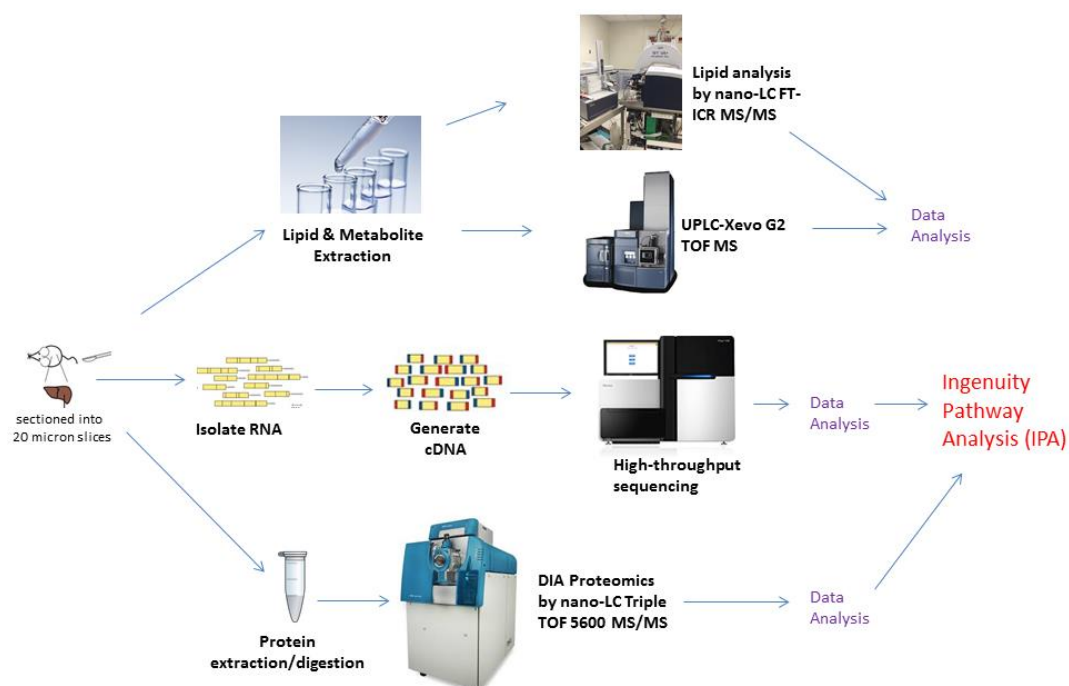 Lipid analysis
by nano-LC FT-
ICR MS/MS
Lipid & Metabolite
Extraction
UPLC-Xevo G2
TOF MS
Data
Analysis
sectioned into
20 micron slices
Isolate RNA
Generate
cDNA
High-throughput
sequencing
Data
Analysis
Ingenuity
Pathway
Analysis (IPA)
Protein
extraction/digestion
DIA Proteomics
by nano-LC Triple
TOF 5600 MS/MS
Data
Analysis